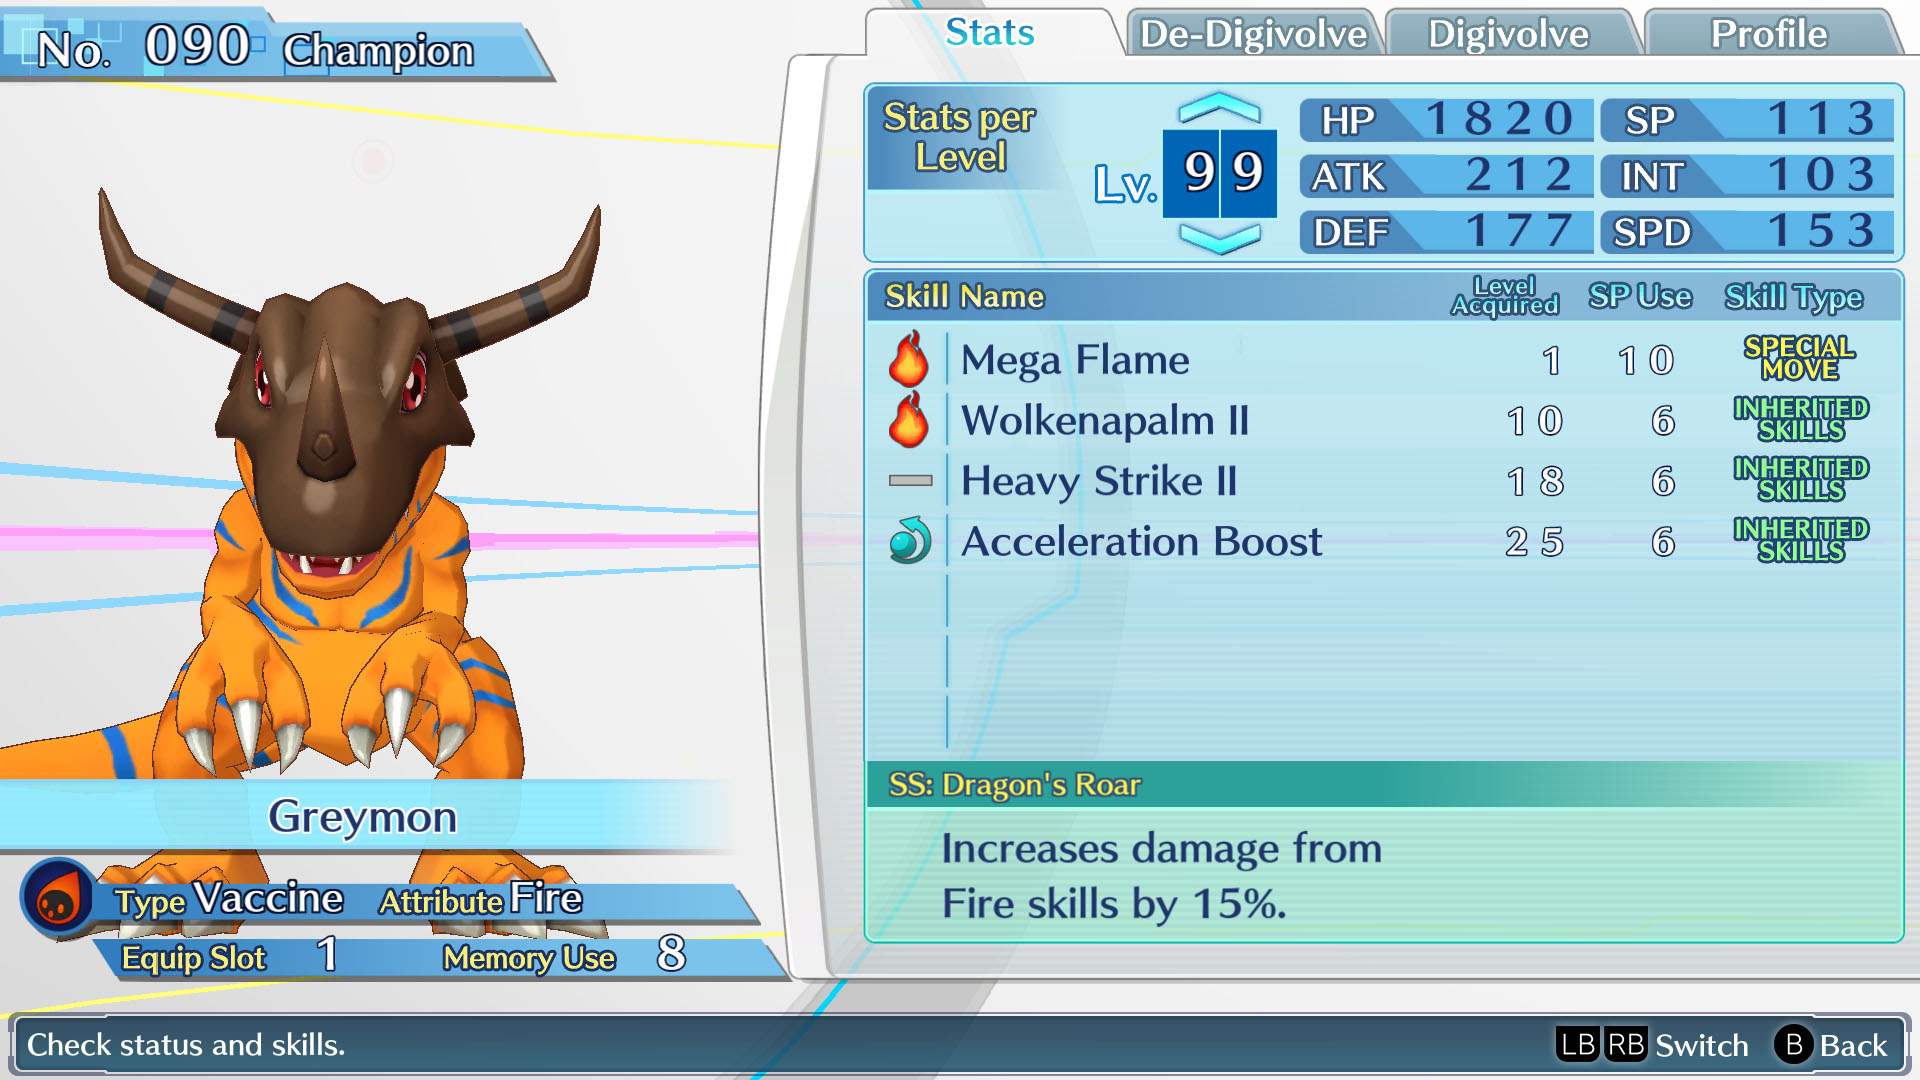 No. 090 Champion
Stats
De-Digivolve
Digivolve
Profile
Stats per
Level
Lv. 99
HP 1820
SP 113
ATK 212
INT 103
DEF 177
SPD 153
Skill Name
Level
Acquired
SP Use
Skill Type
Mega Flame 1 10 SPECIAL
MOVE
Wolkenapalm II 10 6 INHERITED
SKILLS
Heavy Strike II 18 6 INHERITED
SKILLS
Acceleration Boost 25 6 INHERITED
SKILLS
SS: Dragon's Roar
Increases damage from
Fire skills by 15%.
Greymon
Type Vaccine Attribute Fire
Equip Slot 1 Memory Use 8
Check status and skills.
LB RB Switch B Back